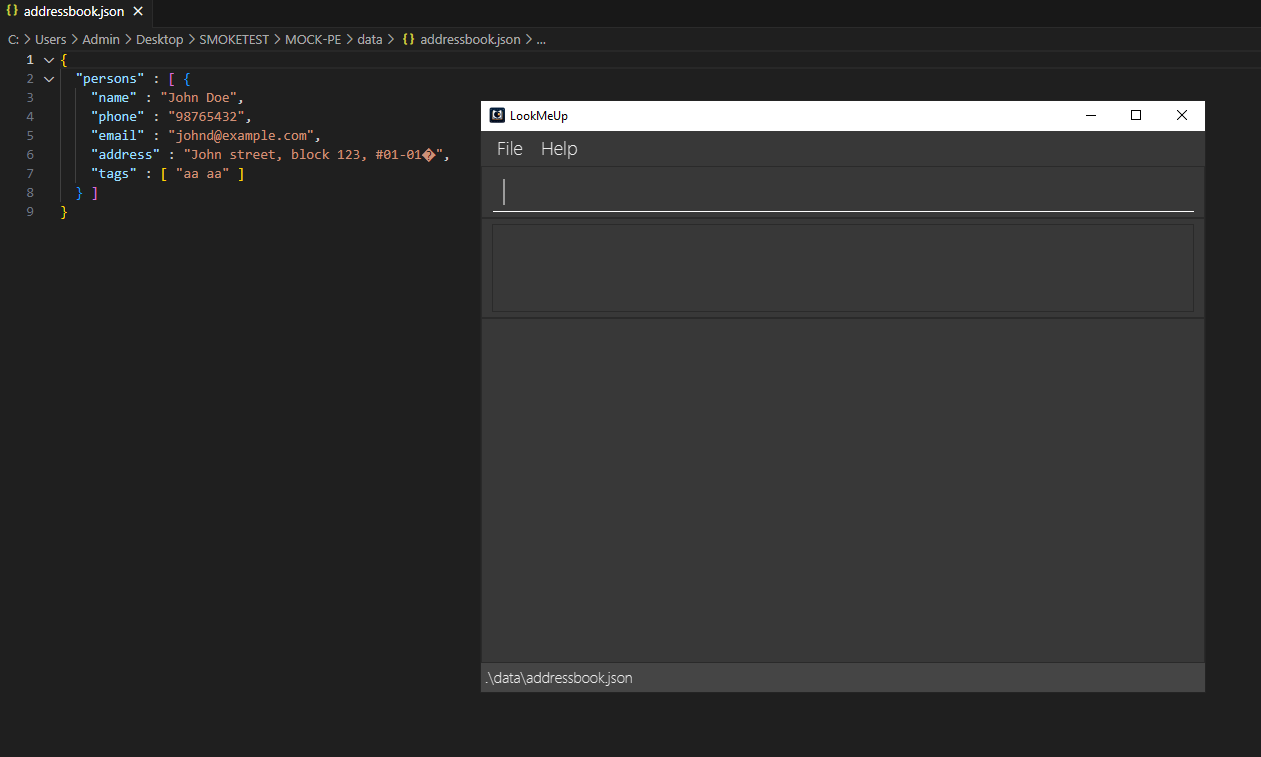 addressbook.json
C: > Users > Admin > Desktop > SMOKETEST > MOCK-PE > data > {} addressbook.json > ...
1 {
2 "persons" : [ {
3 "name" : "John Doe",
4 "phone" : "98765432",
5 "email" : "johnd@example.com",
6 "address" : "John street, block 123, #01-01�",
7 "tags" : [ "aa aa" ]
8 } ]
9 }
LookMeUp
File Help
.\data\addressbook.json